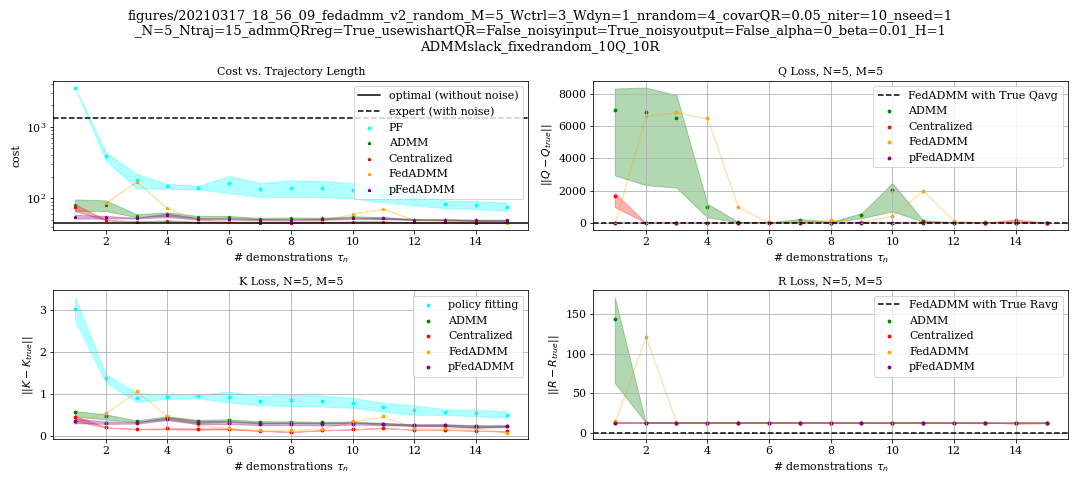 figures/20210317_18_56_09_fedadmm_v2_random_M=5_Wctrl=3_Wdyn=1_nrandom=4_covarQR=0.05_niter=10_nseed=1
_N=5_Ntraj=15_admmQRreg=True_usewishartQR=False_noisyinput=True_noisyoutput=False_alpha=0_beta=0.01_H=1
ADMMslack_fixedrandom_10Q_10R
Cost vs. Trajectory Length
cost
10³
10²
optimal (without noise)
expert (with noise)
PF
ADMM
Centralized
FedADMM
pFedADMM
2 4 6 8 10 12 14
# demonstrations τₙ
Q Loss, N=5, M=5
||Q − Q_true||
8000
6000
4000
2000
0
FedADMM with True Qavg
ADMM
Centralized
FedADMM
pFedADMM
2 4 6 8 10 12 14
# demonstrations τₙ
K Loss, N=5, M=5
||K − K_true||
3
2
1
0
policy fitting
ADMM
Centralized
FedADMM
pFedADMM
2 4 6 8 10 12 14
# demonstrations τₙ
R Loss, N=5, M=5
||R − R_true||
150
100
50
0
FedADMM with True Ravg
ADMM
Centralized
FedADMM
pFedADMM
2 4 6 8 10 12 14
# demonstrations τₙ